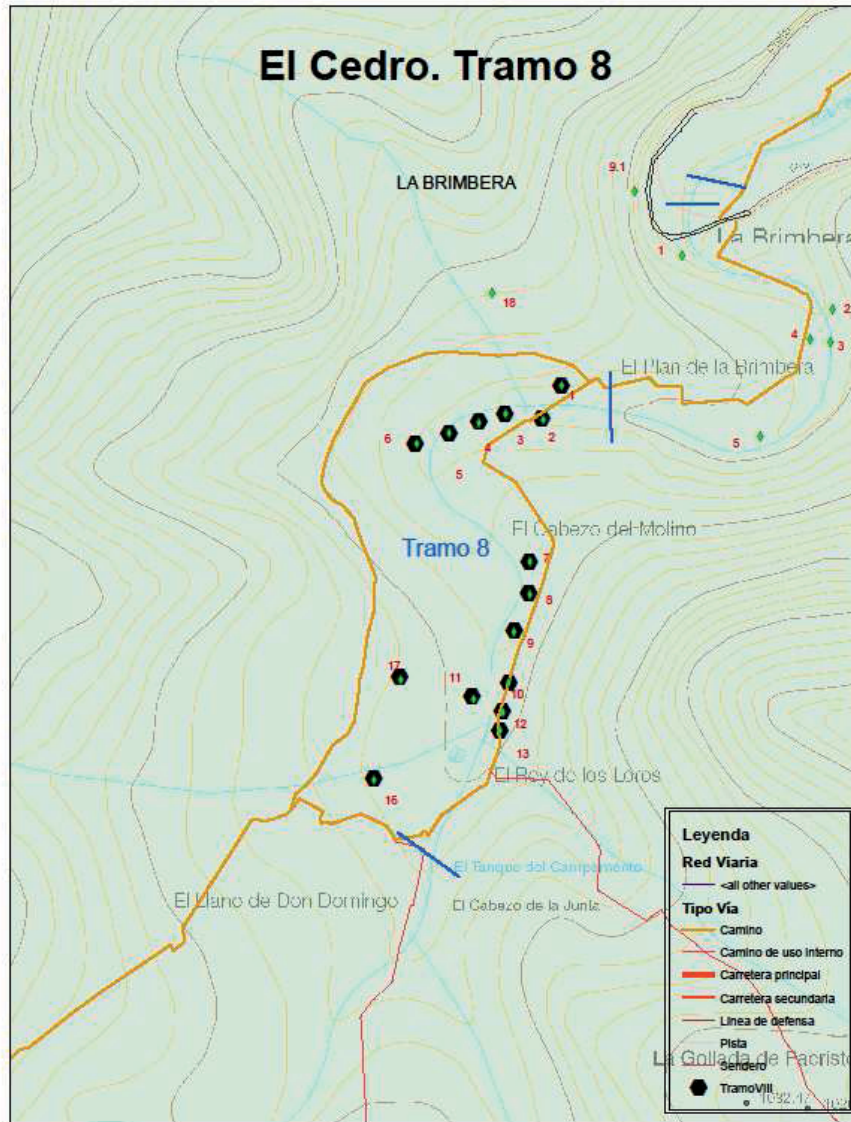 El Cedro. Tramo 8
LA BRIMBERA
9.1
La Brimbera
1
18
2
4
3
El Plan de la Brimbera
1
6
3
2
4
5
5
El Cabezo del Molino
Tramo 8
7
8
9
17
11
10
12
13
El Rey de los Loros
16
El Tanque del Campamento
El Llano de Don Domingo
El Cabezo de la Junta
Leyenda
Red Viaria
<all other values>
Tipo Vía
Camino
Camino de uso interno
Carretera principal
Carretera secundaria
Linea de defensa
Pista
La Gollada de Pacristo
Sendero
TramoVIII